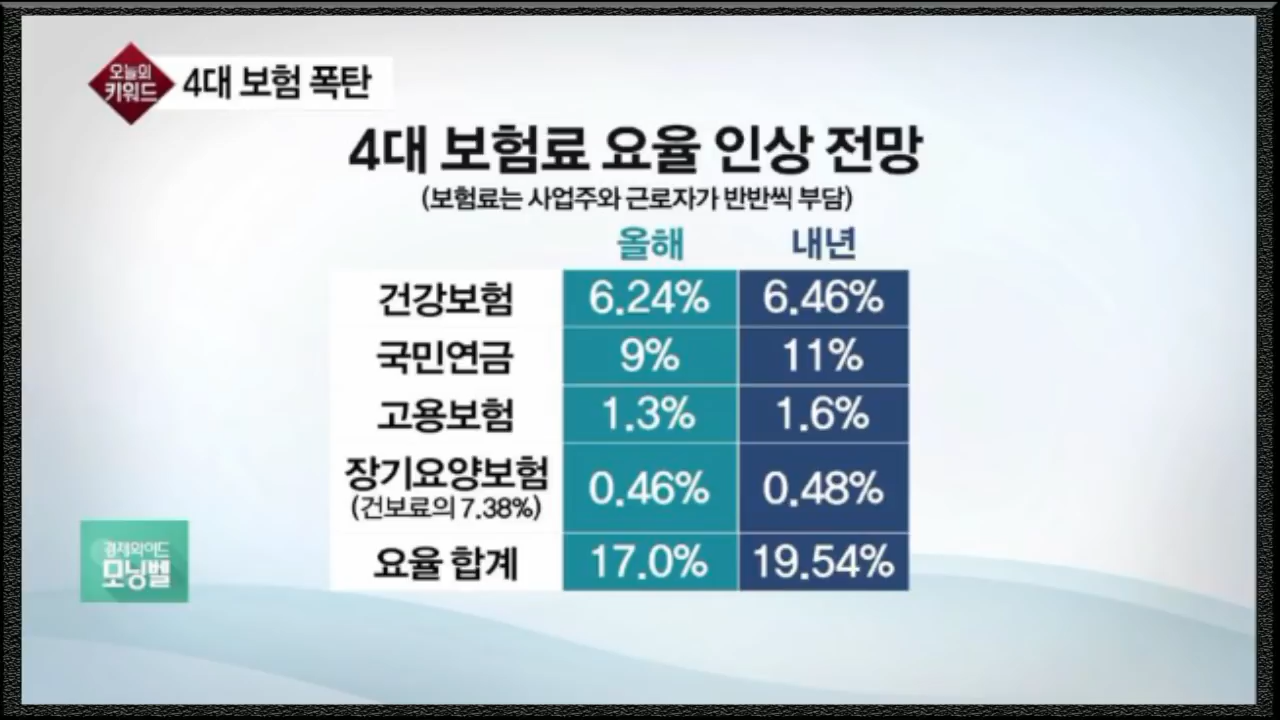 오늘의
키워드
4대 보험 폭탄
4대 보험료 요율 인상 전망
(보험료는 사업주와 근로자가 반반씩 부담)
올해 내년
건강보험 6.24% 6.46%
국민연금 9% 11%
고용보험 1.3% 1.6%
장기요양보험
(건보료의 7.38%) 0.46% 0.48%
요율 합계 17.0% 19.54%
경제와이드
모닝벨